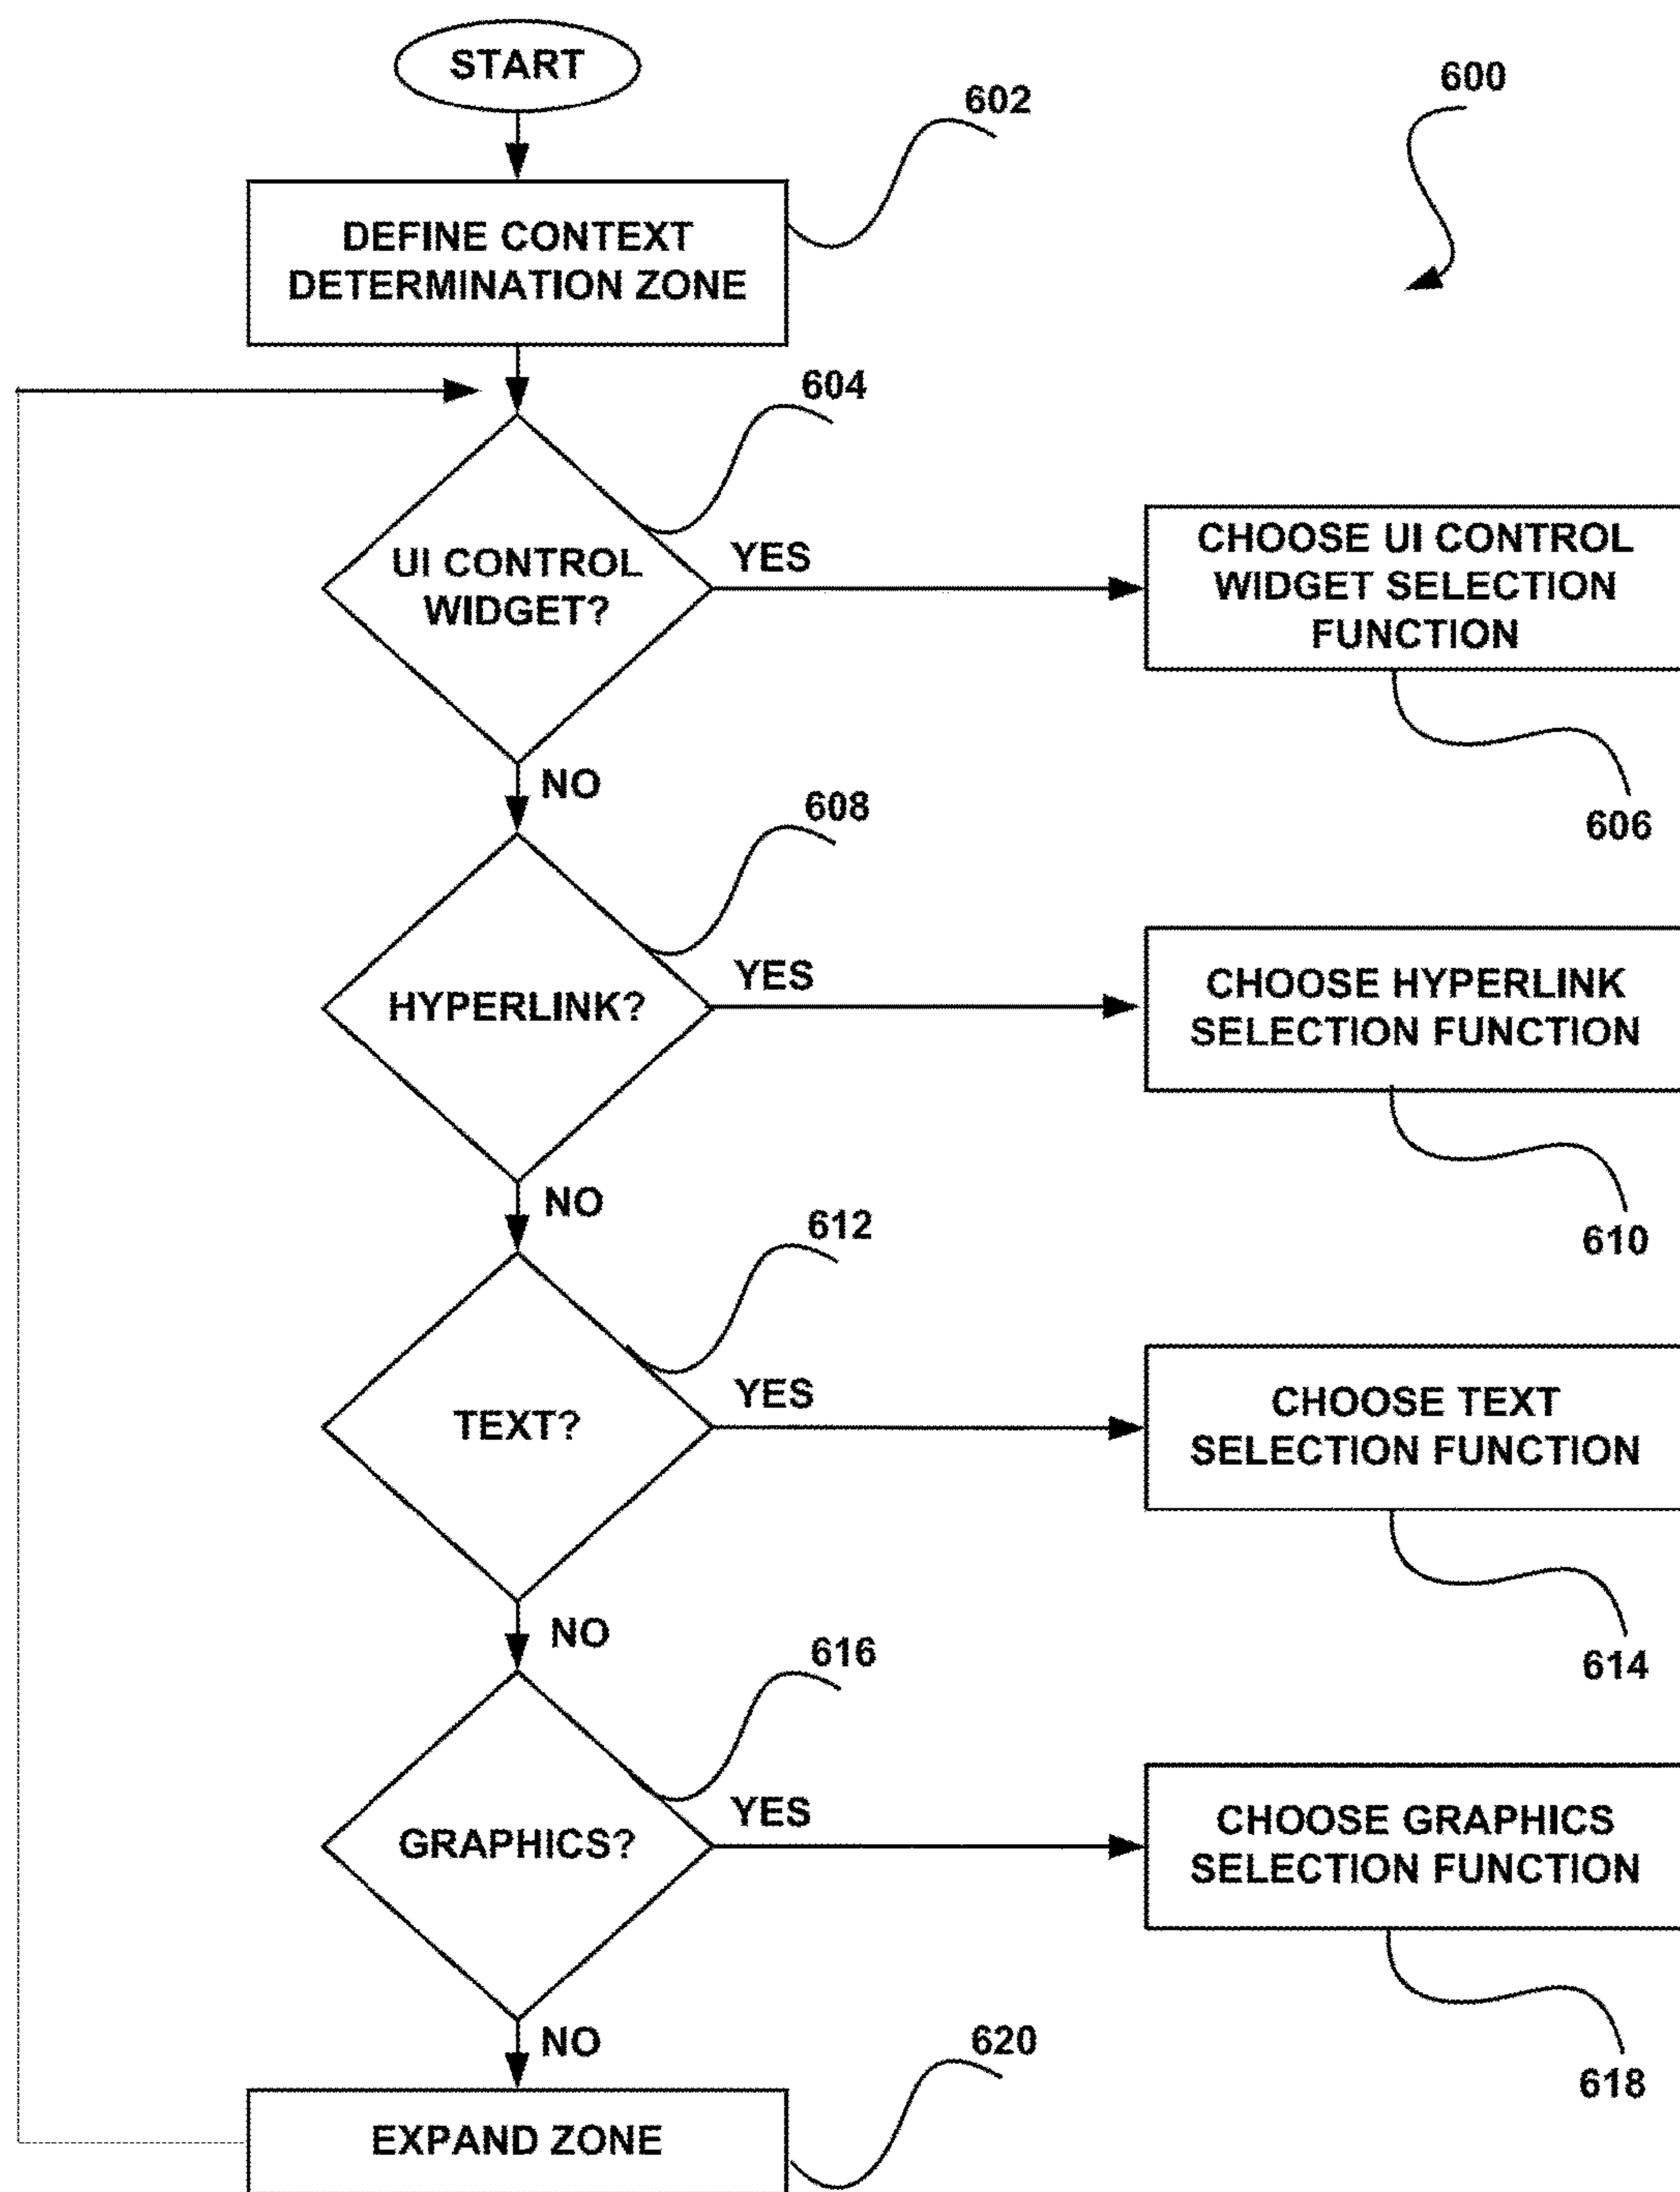 START
600
602
DEFINE CONTEXT
DETERMINATION ZONE
604
UI CONTROL
WIDGET?
YES
CHOOSE UI CONTROL
WIDGET SELECTION
FUNCTION
606
NO
608
HYPERLINK?
YES
CHOOSE HYPERLINK
SELECTION FUNCTION
610
NO
612
TEXT?
YES
CHOOSE TEXT
SELECTION FUNCTION
614
NO
616
GRAPHICS?
YES
CHOOSE GRAPHICS
SELECTION FUNCTION
618
NO
620
EXPAND ZONE